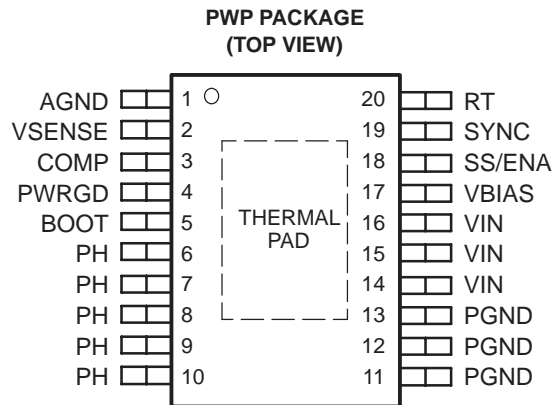 PWP PACKAGE
(TOP VIEW)
AGND 1 20 RT
VSENSE 2 19 SYNC
COMP 3 18 SS/ENA
PWRGD 4 17 VBIAS
BOOT 5 16 VIN
PH 6 15 VIN
PH 7 14 VIN
PH 8 13 PGND
PH 9 12 PGND
PH 10 11 PGND
THERMAL
PAD